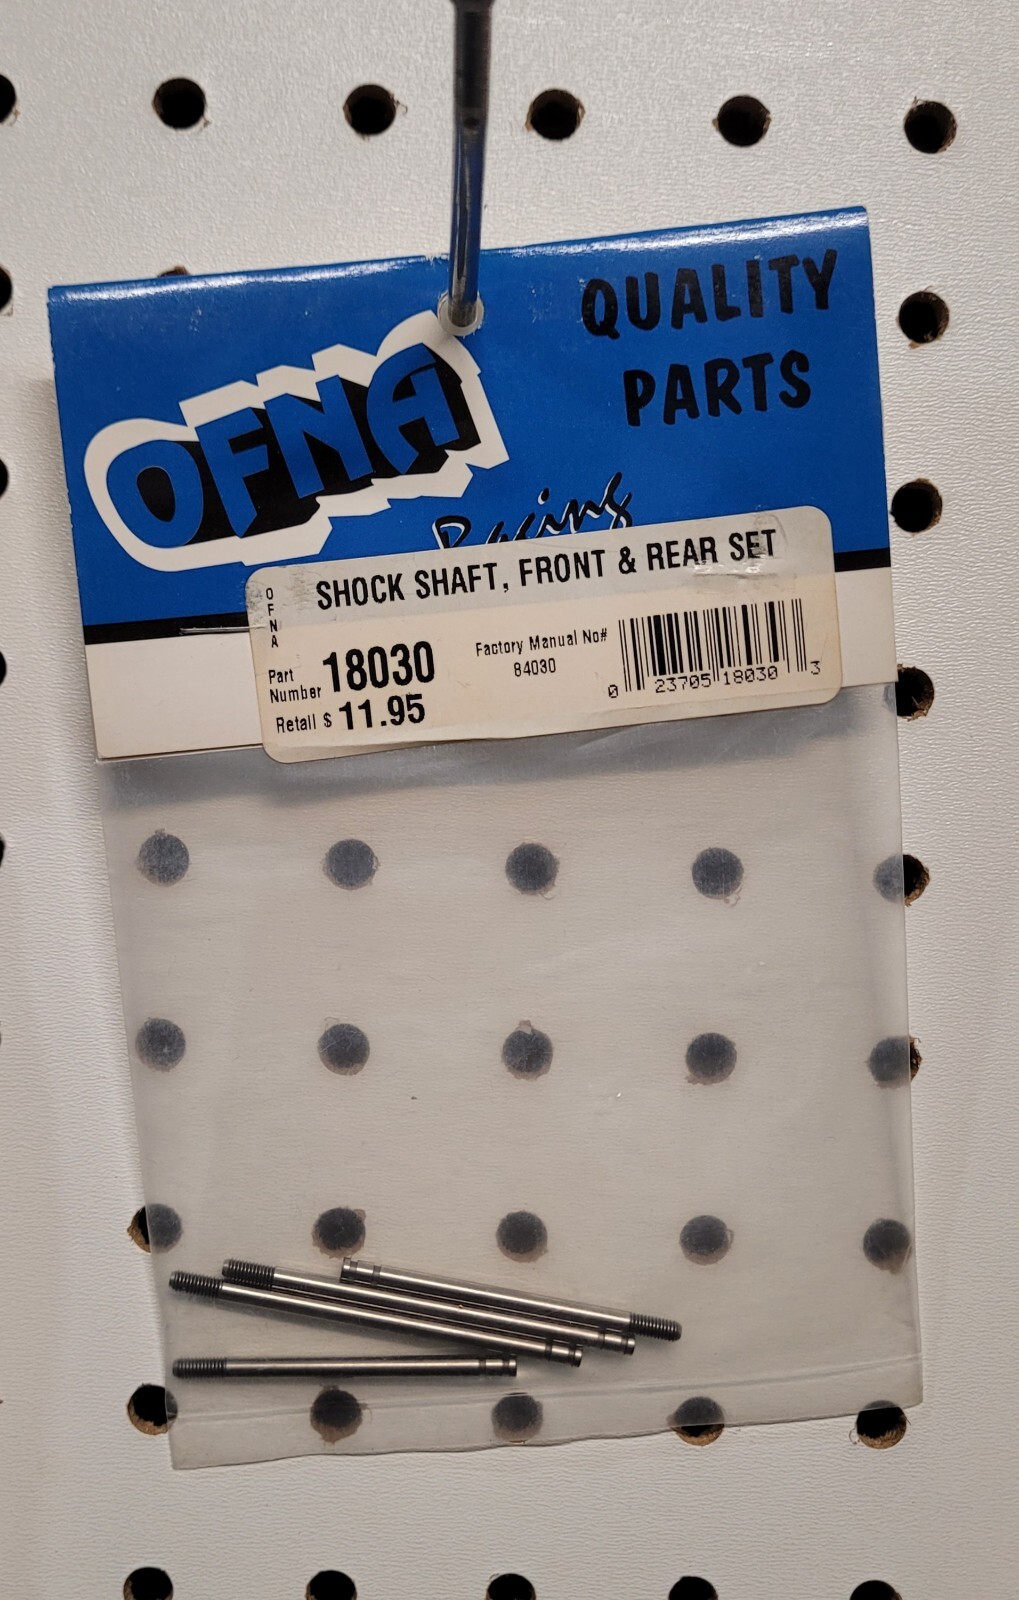 QUALITY
PARTS
OFNA
Racing
OFNA
SHOCK SHAFT, FRONT & REAR SET
Part
Number 18030
Factory Manual No#
84030
Retail $ 11.95
0 23705 18030 3